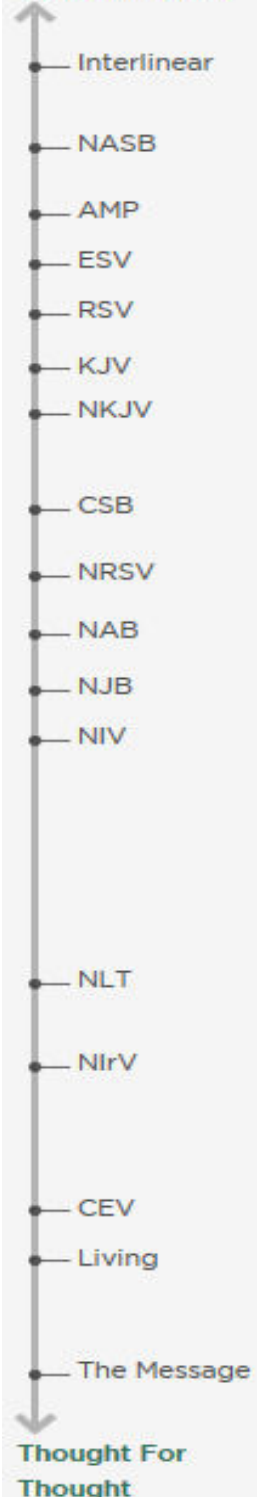 Interlinear
NASB
AMP
ESV
RSV
KJV
NKJV
CSB
NRSV
NAB
NJB
NIV
NLT
NIrV
CEV
Living
The Message
Thought For
Thought